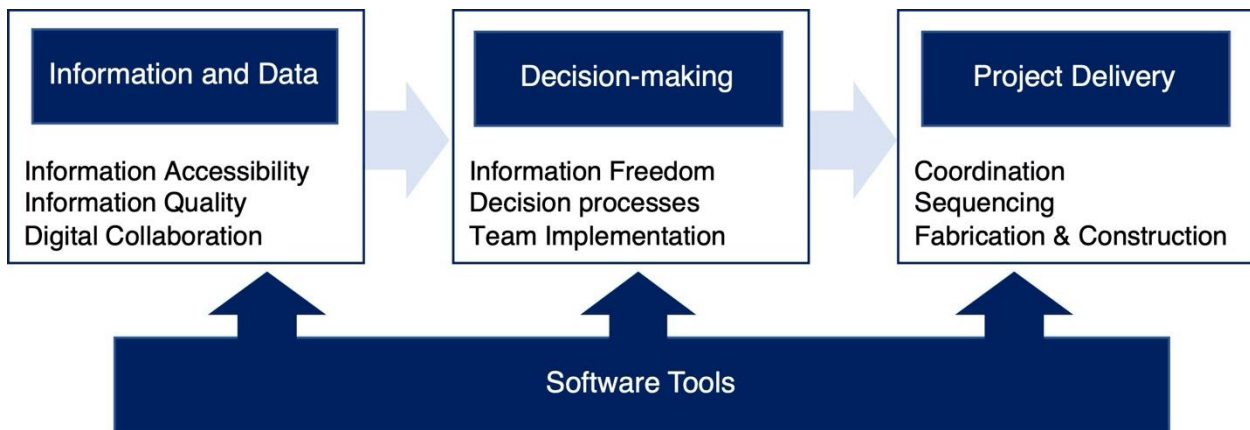 Information and Data
Information Accessibility
Information Quality
Digital Collaboration
Decision-making
Information Freedom
Decision processes
Team Implementation
Project Delivery
Coordination
Sequencing
Fabrication & Construction
Software Tools